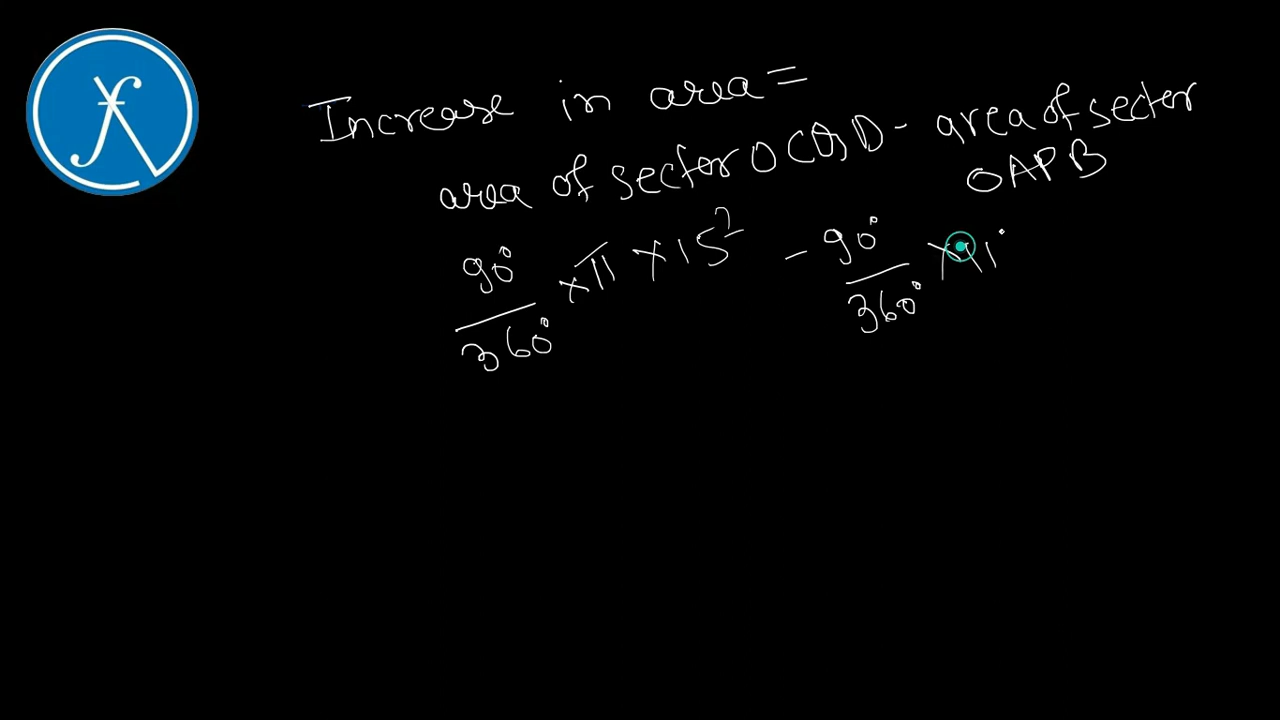 Increase in area =
area of sector OCQD - area of sector
OAPB
90° / 360° × π × 15² - 90° / 360° ×